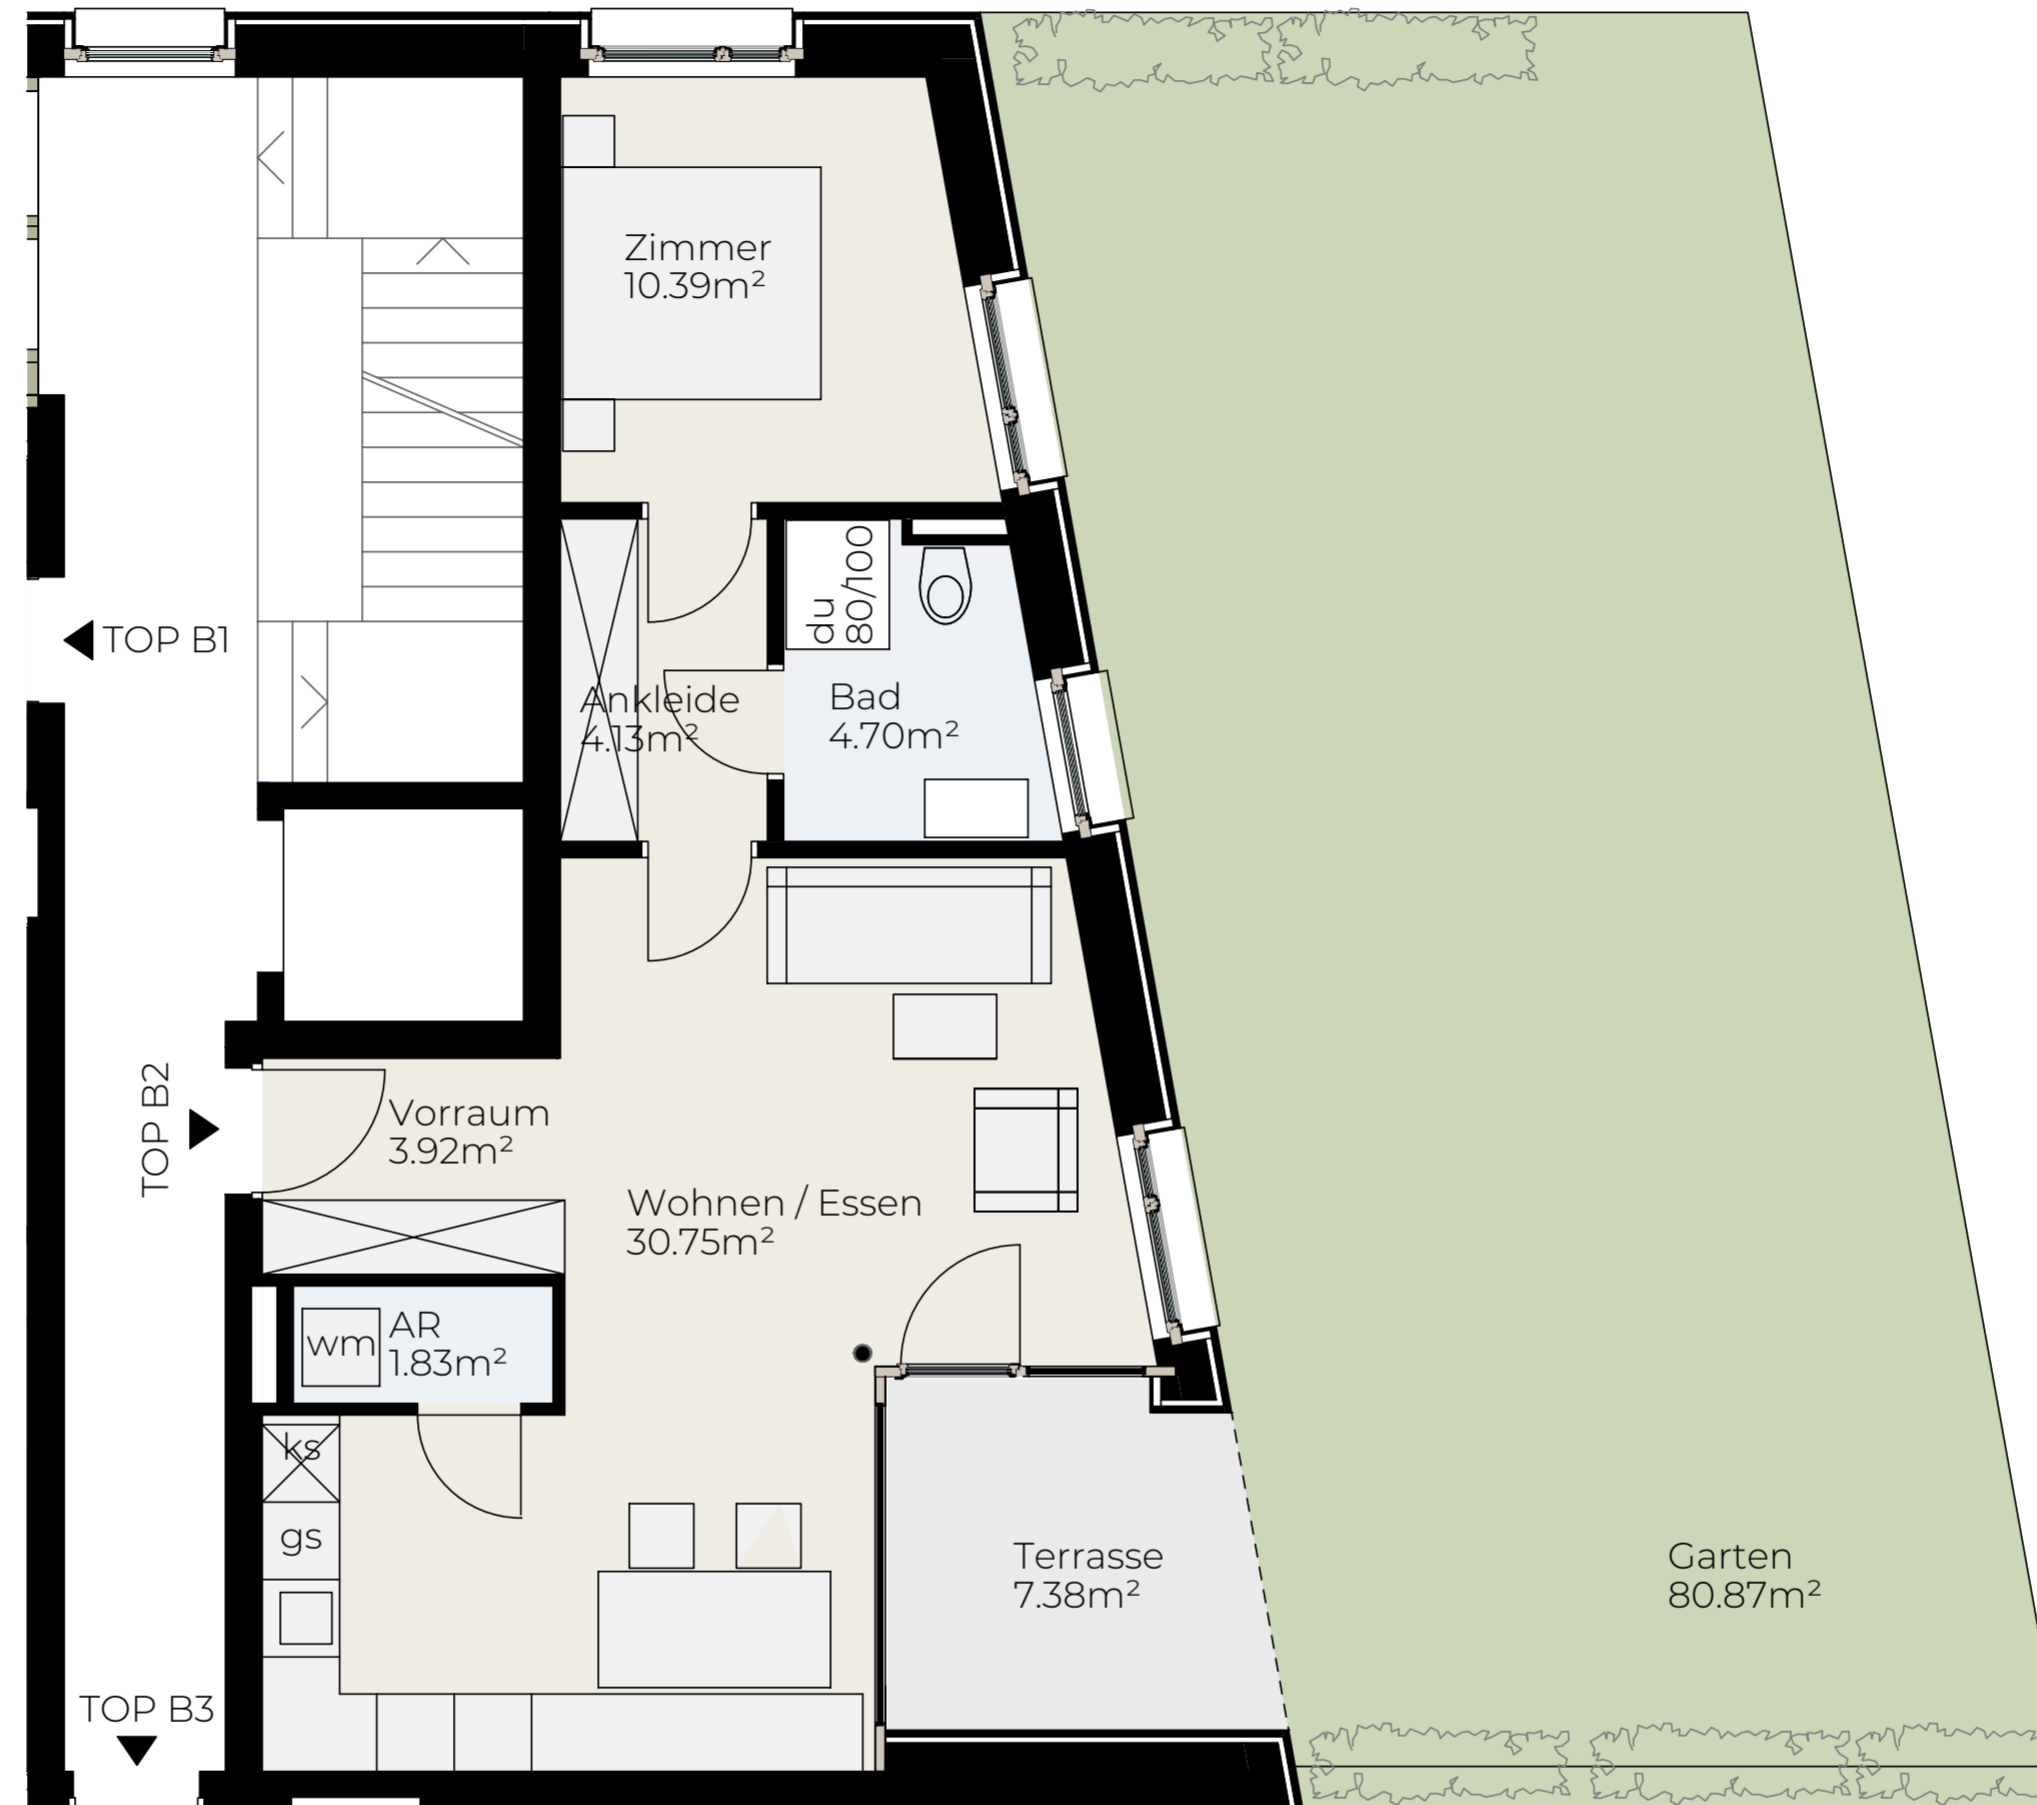 Zimmer
10.39m²
du
80/100
TOP B1
Ankleide
4.13m²
Bad
4.70m²
TOP B2
Vorraum
3.92m²
Wohnen / Essen
30.75m²
wm
AR
1.83m²
ks
gs
Terrasse
7.38m²
Garten
80.87m²
TOP B3